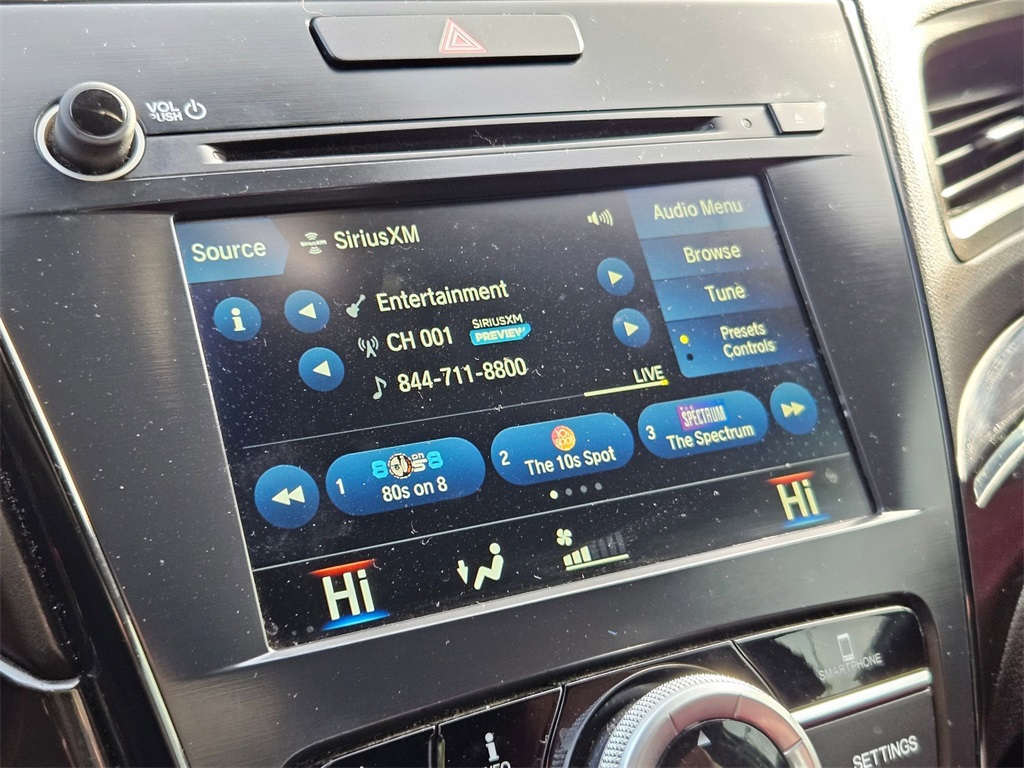 VOL
PUSH
Source
SiriusXM
Audio Menu
Browse
Tune
Presets
Controls
i
Entertainment
CH 001
SIRIUSXM
PREVIEW
844-711-8800
LIVE
1
80s on 8
2
The 10s Spot
3
SPECTRUM
The Spectrum
Hi
Hi
SMARTPHONE
i
SETTINGS